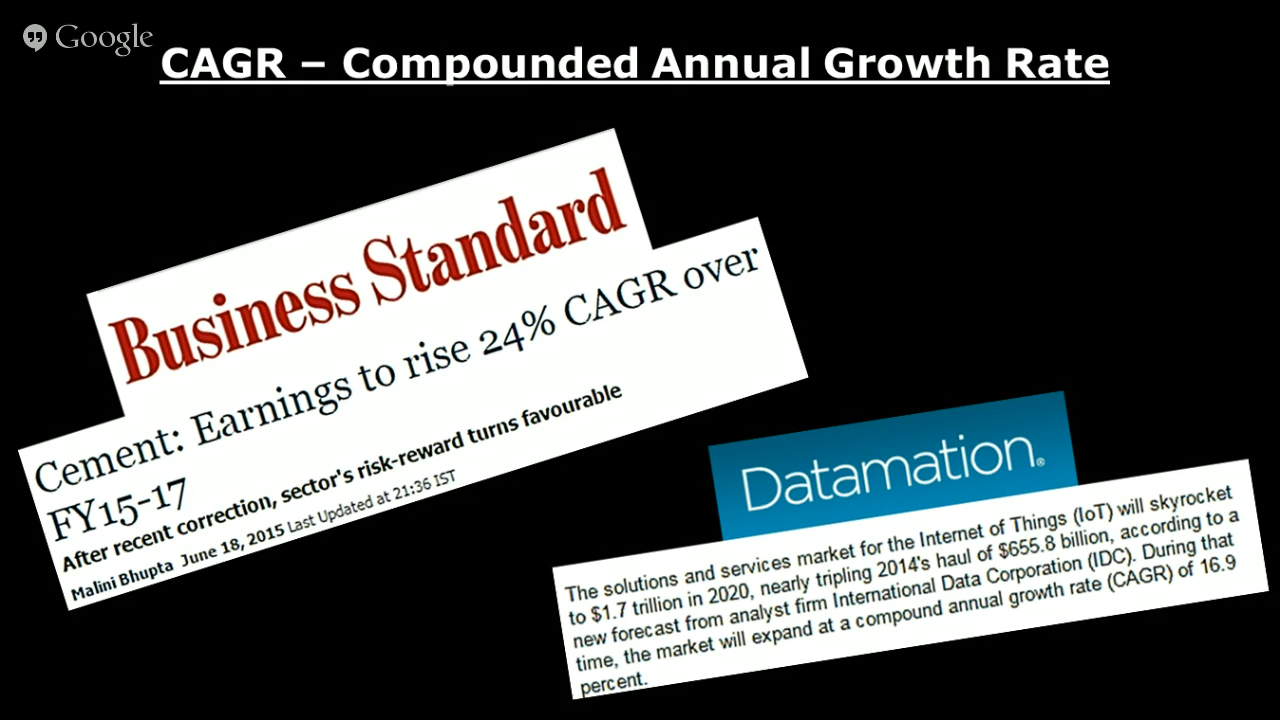 Google
CAGR – Compounded Annual Growth Rate
Business Standard
Cement: Earnings to rise 24% CAGR over
FY15-17
After recent correction, sector's risk-reward turns favourable
Malini Bhupta June 18, 2015 Last Updated at 21:36 IST
Datamation®
The solutions and services market for the Internet of Things (IoT) will skyrocket
to $1.7 trillion in 2020, nearly tripling 2014's haul of $655.8 billion, according to a
new forecast from analyst firm International Data Corporation (IDC). During that
time, the market will expand at a compound annual growth rate (CAGR) of 16.9
percent.